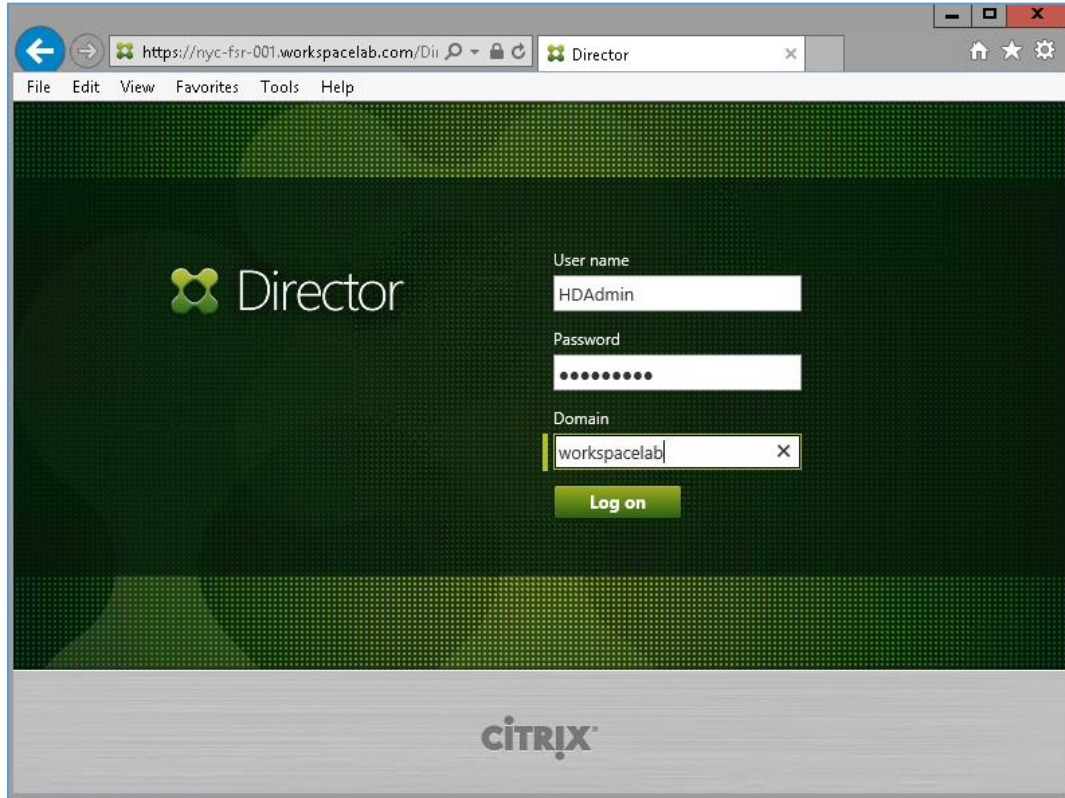 https://nyc-fsr-001.workspacelab.com/Dir
Director
File Edit View Favorites Tools Help
Director
User name
HDAdmin
Password
•••••••••
Domain
workspacelab
Log on
CITRIX